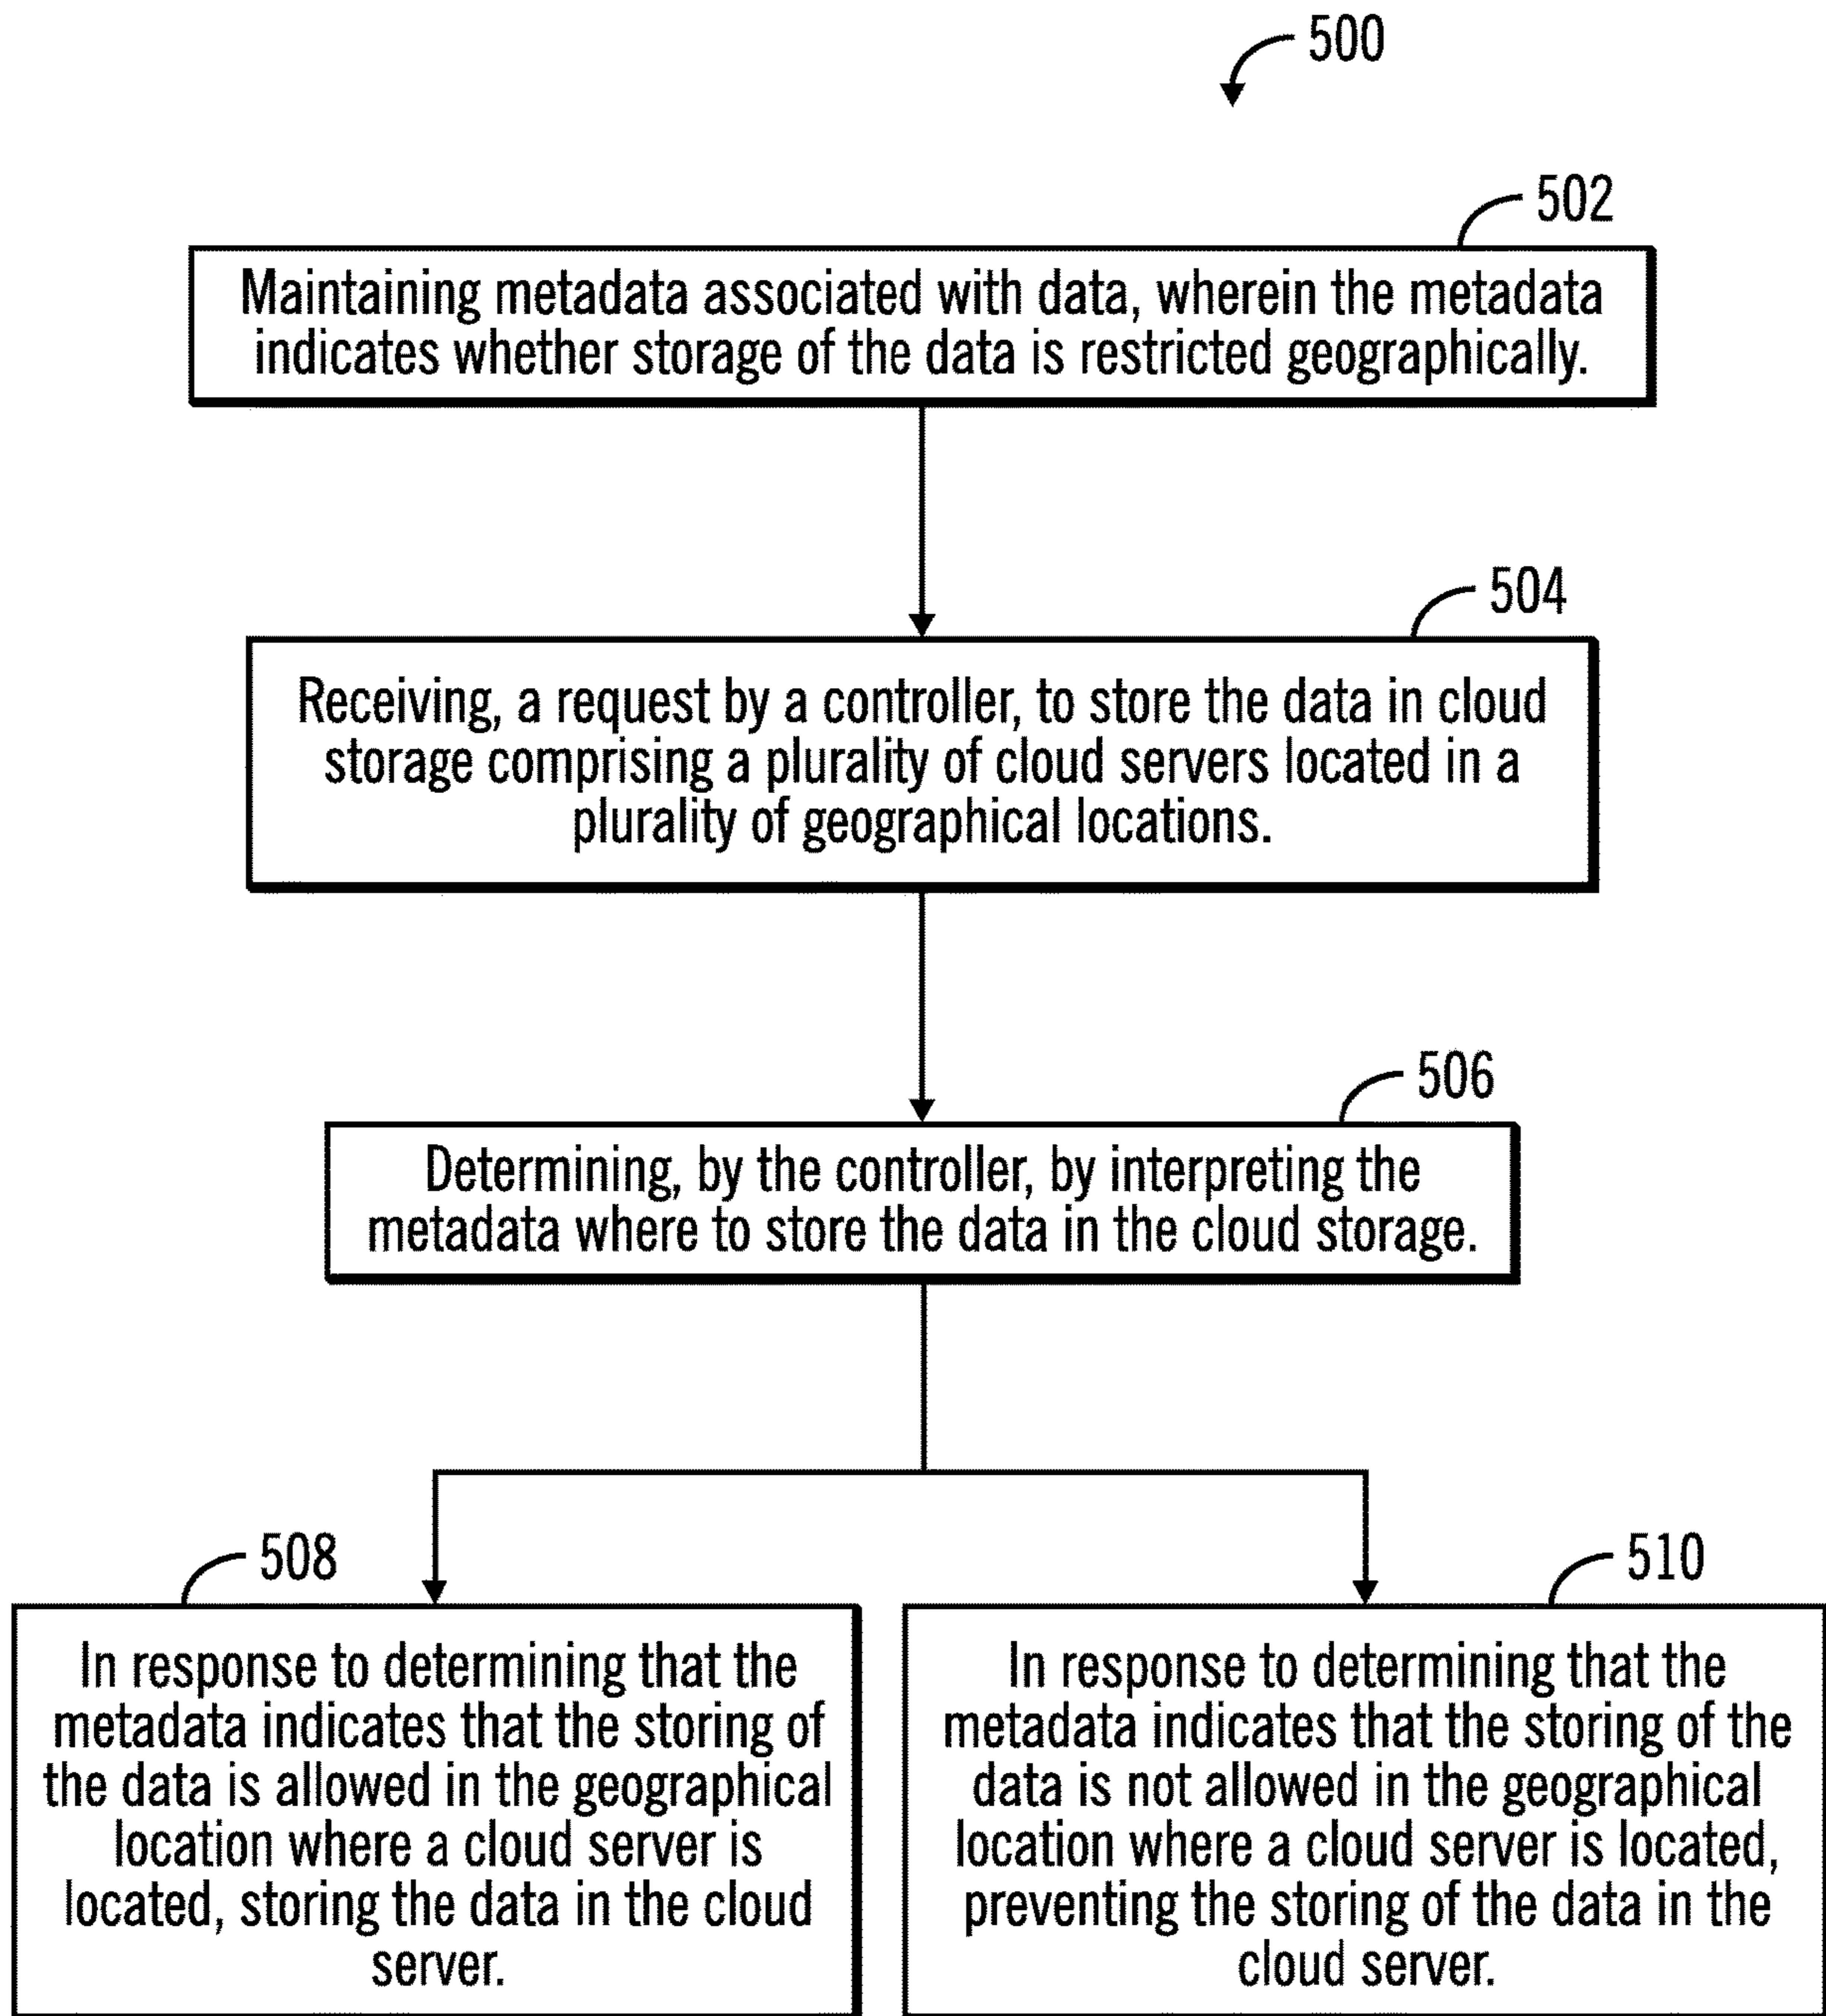 500
502
Maintaining metadata associated with data, wherein the metadata
indicates whether storage of the data is restricted geographically.
504
Receiving, a request by a controller, to store the data in cloud
storage comprising a plurality of cloud servers located in a
plurality of geographical locations.
506
Determining, by the controller, by interpreting the
metadata where to store the data in the cloud storage.
508
In response to determining that the
metadata indicates that the storing of
the data is allowed in the geographical
location where a cloud server is
located, storing the data in the cloud
server.
510
In response to determining that the
metadata indicates that the storing of the
data is not allowed in the geographical
location where a cloud server is located,
preventing the storing of the data in the
cloud server.